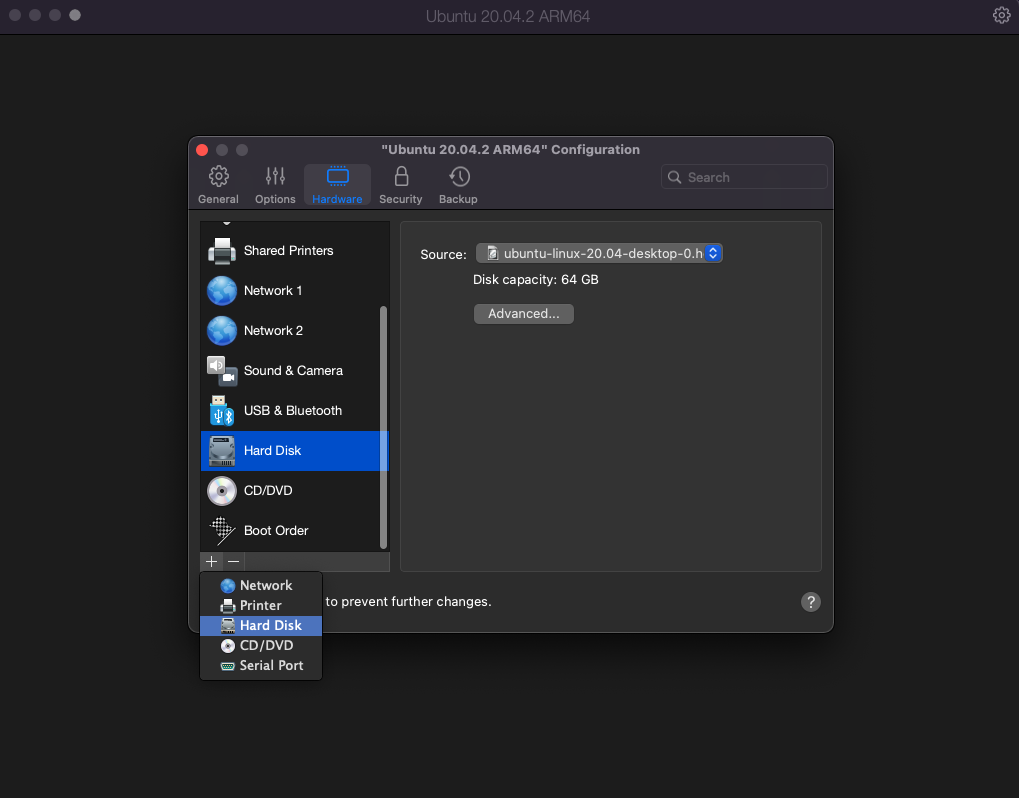 Ubuntu 20.04.2 ARM64
"Ubuntu 20.04.2 ARM64" Configuration
General
Options
Hardware
Security
Backup
Search
Shared Printers
Network 1
Network 2
Sound & Camera
USB & Bluetooth
Hard Disk
CD/DVD
Boot Order
+ −
Source: ubuntu-linux-20.04-desktop-0.h
Disk capacity: 64 GB
Advanced...
Network
Printer
Hard Disk
CD/DVD
Serial Port
to prevent further changes.
?